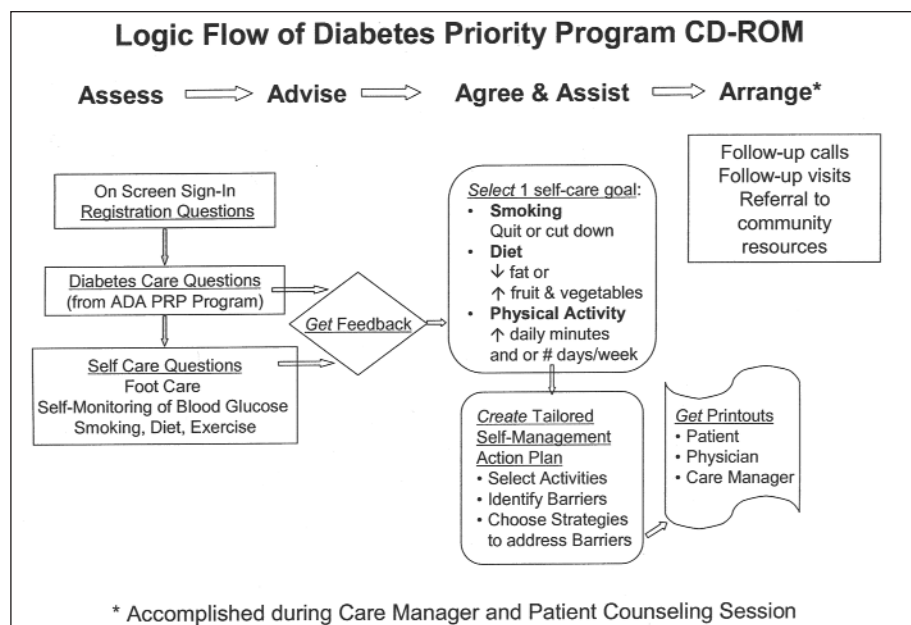 Logic Flow of Diabetes Priority Program CD-ROM
Assess
Advise
Agree & Assist
Arrange*
On Screen Sign-In
Registration Questions
Diabetes Care Questions
(from ADA PRP Program)
Self Care Questions
Foot Care
Self-Monitoring of Blood Glucose
Smoking, Diet, Exercise
Get Feedback
Select 1 self-care goal:
• Smoking
Quit or cut down
• Diet
↓ fat or
↑ fruit & vegetables
• Physical Activity
↑ daily minutes
and or # days/week
Create Tailored
Self-Management
Action Plan
• Select Activities
• Identify Barriers
• Choose Strategies
to address Barriers
Follow-up calls
Follow-up visits
Referral to
community
resources
Get Printouts
• Patient
• Physician
• Care Manager
* Accomplished during Care Manager and Patient Counseling Session